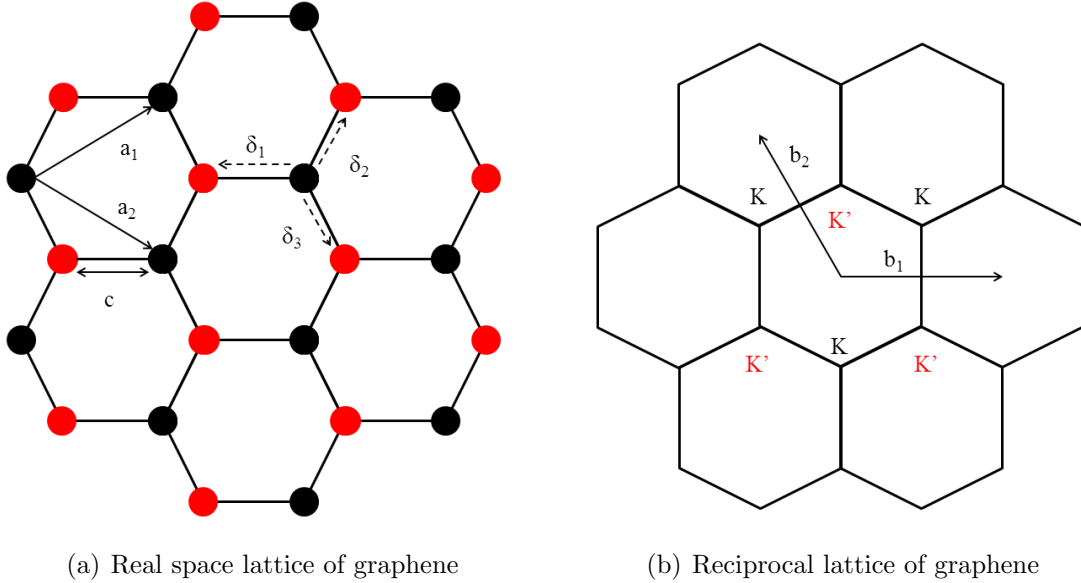 a₁
a₂
c
δ₁
δ₂
δ₃
b₂
K
K
K'
b₁
K'
K
K'
(a) Real space lattice of graphene
(b) Reciprocal lattice of graphene